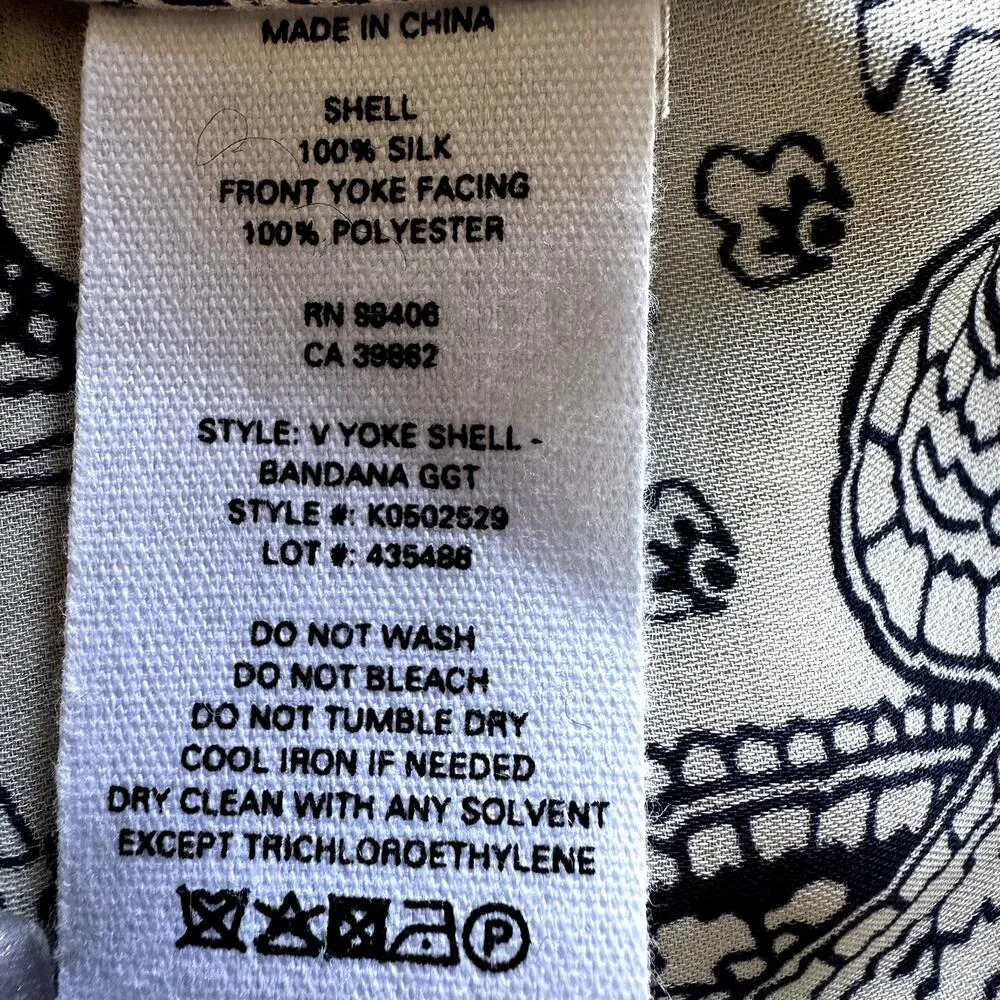 MADE IN CHINA
SHELL
100% SILK
FRONT YOKE FACING
100% POLYESTER
RN
CA 39862
STYLE: V YOKE SHELL -
BANDANA GGT
STYLE #: K0502529
LOT #: 435486
DO NOT WASH
DO NOT BLEACH
DO NOT TUMBLE DRY
COOL IRON IF NEEDED
DRY CLEAN WITH ANY SOLVENT
EXCEPT TRICHLOROETHYLENE
P